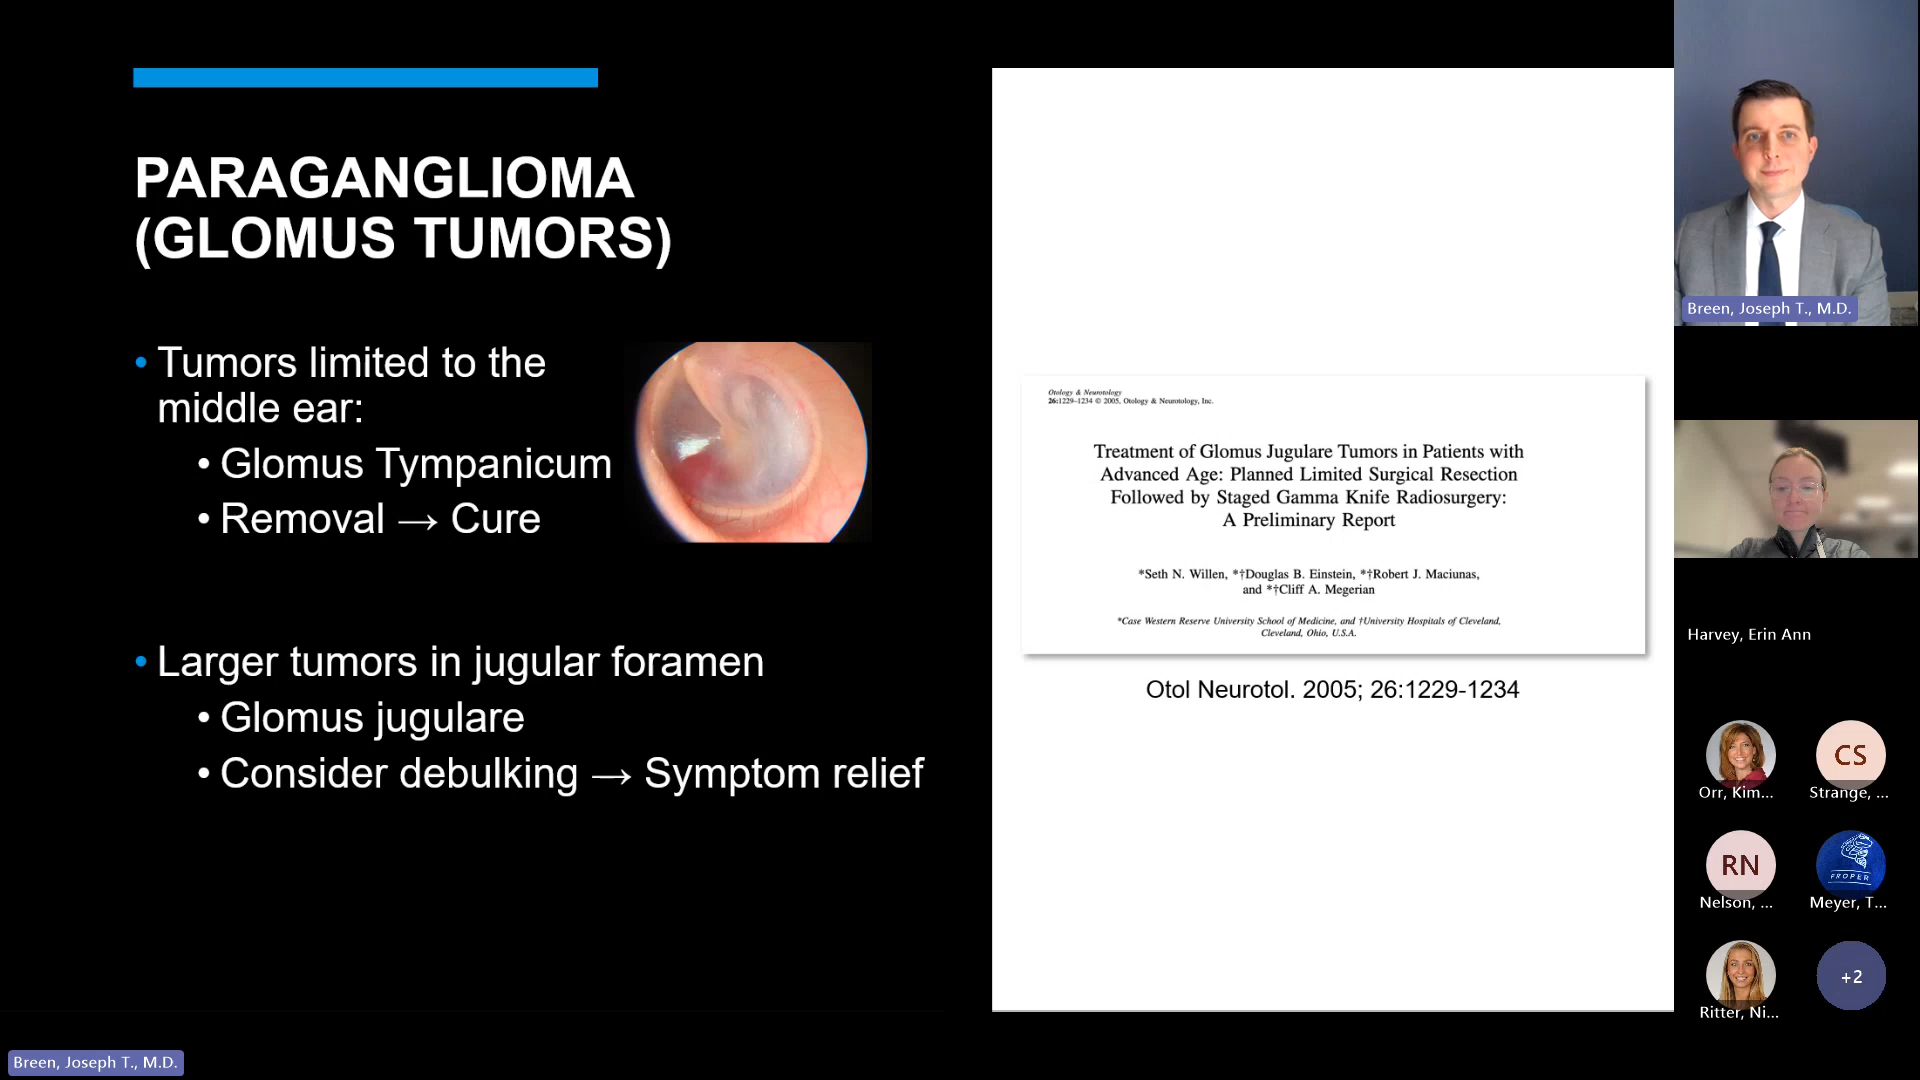 PARAGANGLIOMA
(GLOMUS TUMORS)
• Tumors limited to the
middle ear:
• Glomus Tympanicum
• Removal → Cure
• Larger tumors in jugular foramen
• Glomus jugulare
• Consider debulking → Symptom relief
Otology & Neurotology
26:1229–1234 © 2005, Otology & Neurotology, Inc.
Treatment of Glomus Jugulare Tumors in Patients with
Advanced Age: Planned Limited Surgical Resection
Followed by Staged Gamma Knife Radiosurgery:
A Preliminary Report
*Seth N. Willen, *†Douglas B. Einstein, *†Robert J. Maciunas,
and *†Cliff A. Megerian
*Case Western Reserve University School of Medicine, and †University Hospitals of Cleveland,
Cleveland, Ohio, U.S.A.
Otol Neurotol. 2005; 26:1229-1234
Breen, Joseph T., M.D.
Harvey, Erin Ann
Orr, Kim...
CS
Strange, ...
RN
Nelson, ...
PROPER
Meyer, T...
Ritter, Ni...
+2
Breen, Joseph T., M.D.